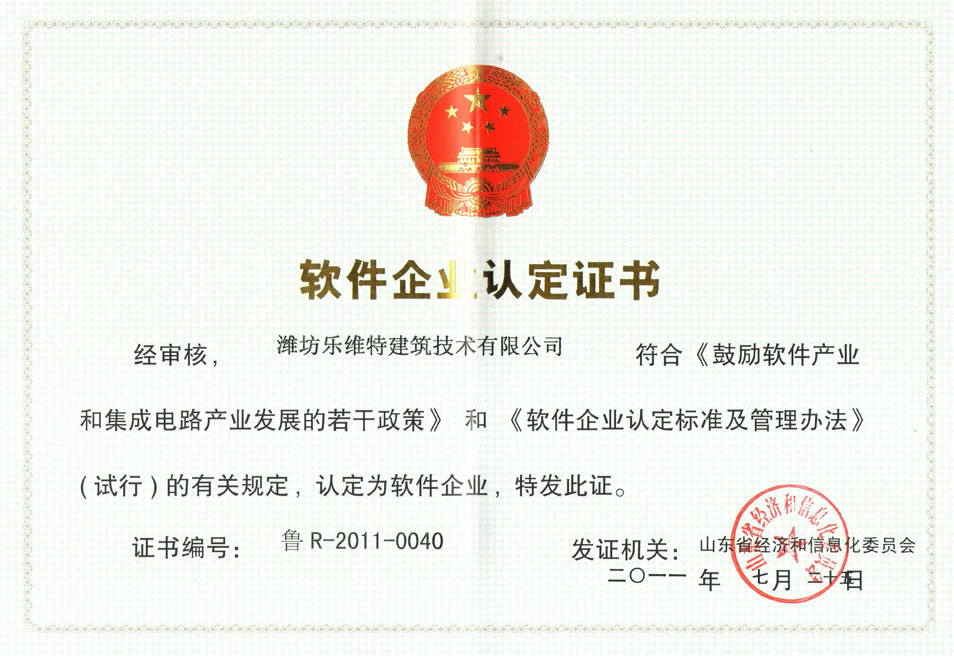 软件企业认定证书
经审核， 潍坊乐维特建筑技术有限公司 符合《鼓励软件产业
和集成电路产业发展的若干政策》 和 《软件企业认定标准及管理办法》
(试行)的有关规定，认定为软件企业，特发此证。
证书编号： 鲁 R-2011-0040
发证机关： 山东省经济和信息化委员会
二〇一一 年 七月 二十五日
山东省经济和信息化委员会